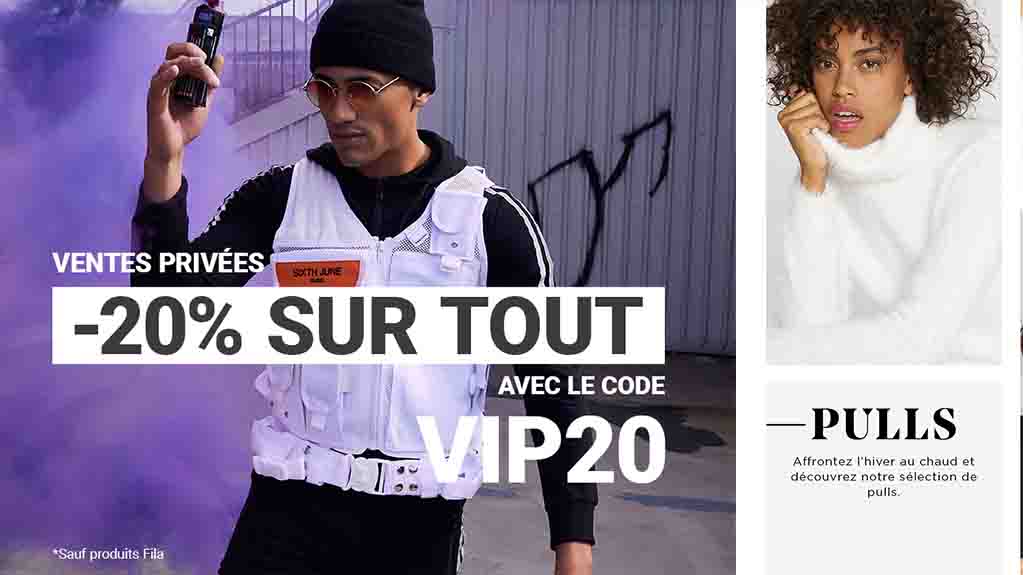 VENTES PRIVÉES
SIXTH JUNE
PARIS
-20% SUR TOUT
AVEC LE CODE
VIP20
*Sauf produits Fila
PULLS
Affrontez l'hiver au chaud et
découvrez notre sélection de
pulls.